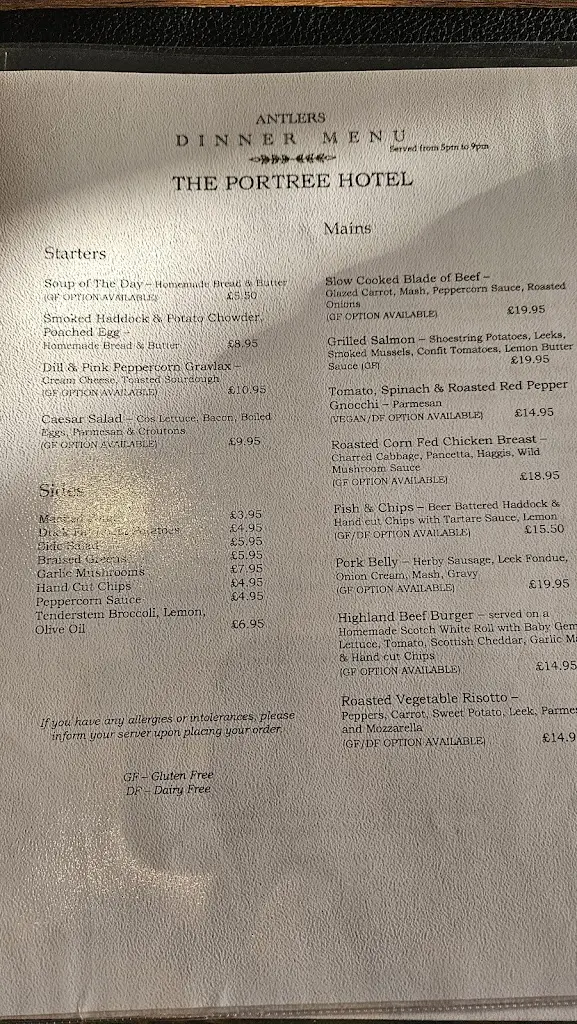 ANTLERS
DINNER MENU
Served from 5pm to 9pm
THE PORTREE HOTEL
Starters
Soup of The Day – Homemade Bread & Butter
(GF OPTION AVAILABLE) £5.50
Smoked Haddock & Potato Chowder,
Poached Egg –
Homemade Bread & Butter £8.95
Dill & Pink Peppercorn Gravlax –
Cream Cheese, Toasted Sourdough
(GF OPTION AVAILABLE) £10.95
Caesar Salad – Cos Lettuce, Bacon, Boiled
Eggs, Parmesan & Croutons
(GF OPTION AVAILABLE) £9.95
Sides
£3.95
Potatoes £4.95
Side Salad £5.95
Braised Greens £5.95
Garlic Mushrooms £7.95
Hand Cut Chips £4.95
Peppercorn Sauce £4.95
Tenderstem Broccoli, Lemon,
Olive Oil £6.95
If you have any allergies or intolerances, please
inform your server upon placing your order.
GF – Gluten Free
DF – Dairy Free
Mains
Slow Cooked Blade of Beef –
Glazed Carrot, Mash, Peppercorn Sauce, Roasted
Onions
(GF OPTION AVAILABLE) £19.95
Grilled Salmon – Shoestring Potatoes, Leeks,
Smoked Mussels, Confit Tomatoes, Lemon Butter
Sauce (GF) £19.95
Tomato, Spinach & Roasted Red Pepper
Gnocchi – Parmesan
(VEGAN/DF OPTION AVAILABLE) £14.95
Roasted Corn Fed Chicken Breast –
Charred Cabbage, Pancetta, Haggis, Wild
Mushroom Sauce
(GF OPTION AVAILABLE) £18.95
Fish & Chips – Beer Battered Haddock &
Hand cut Chips with Tartare Sauce, Lemon
(GF/DF OPTION AVAILABLE) £15.50
Pork Belly – Herby Sausage, Leek Fondue,
Onion Cream, Mash, Gravy
(GF OPTION AVAILABLE) £19.95
Highland Beef Burger – served on a
Homemade Scotch White Roll with Baby Gem
Lettuce, Tomato, Scottish Cheddar, Garlic Ma
& Hand cut Chips
(GF OPTION AVAILABLE) £14.95
Roasted Vegetable Risotto –
Peppers, Carrot, Sweet Potato, Leek, Parmes
and Mozzarella
(GF/DF OPTION AVAILABLE) £14.9